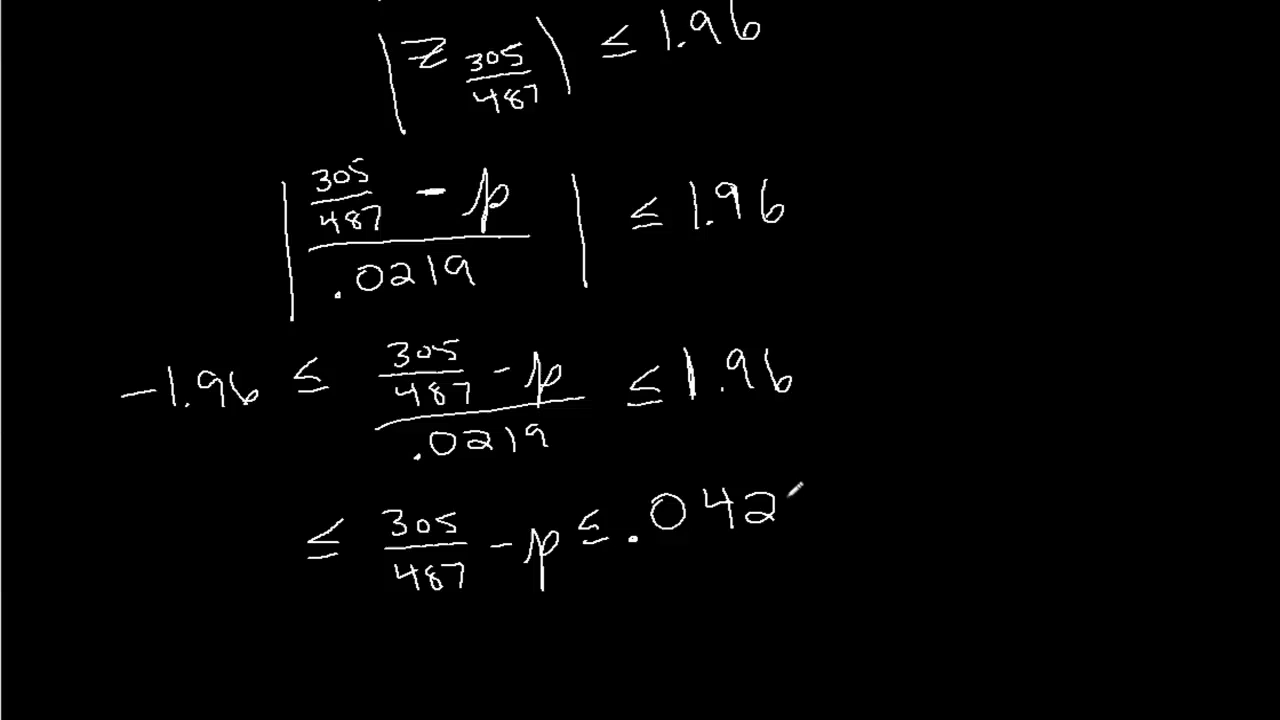 |Z 305/487| ≤ 1.96
|(305/487 - p)/.0219| ≤ 1.96
-1.96 ≤ (305/487 - p)/.0219 ≤ 1.96
≤ 305/487 - p ≤ .042